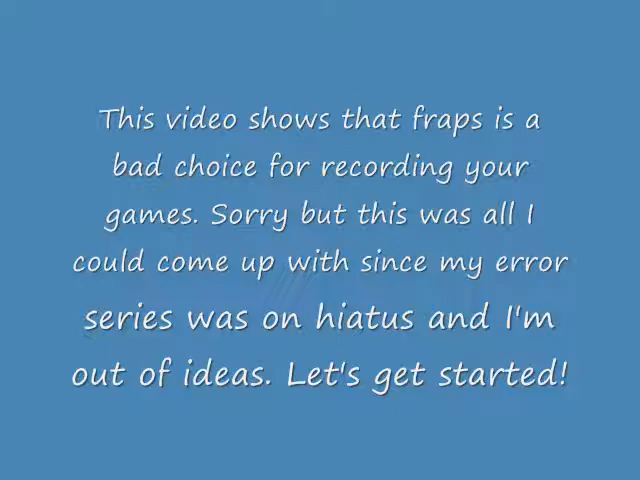 This video shows that fraps is a
bad choice for recording your
games. Sorry but this was all I
could come up with since my error
series was on hiatus and I'm
out of ideas. Let's get started!